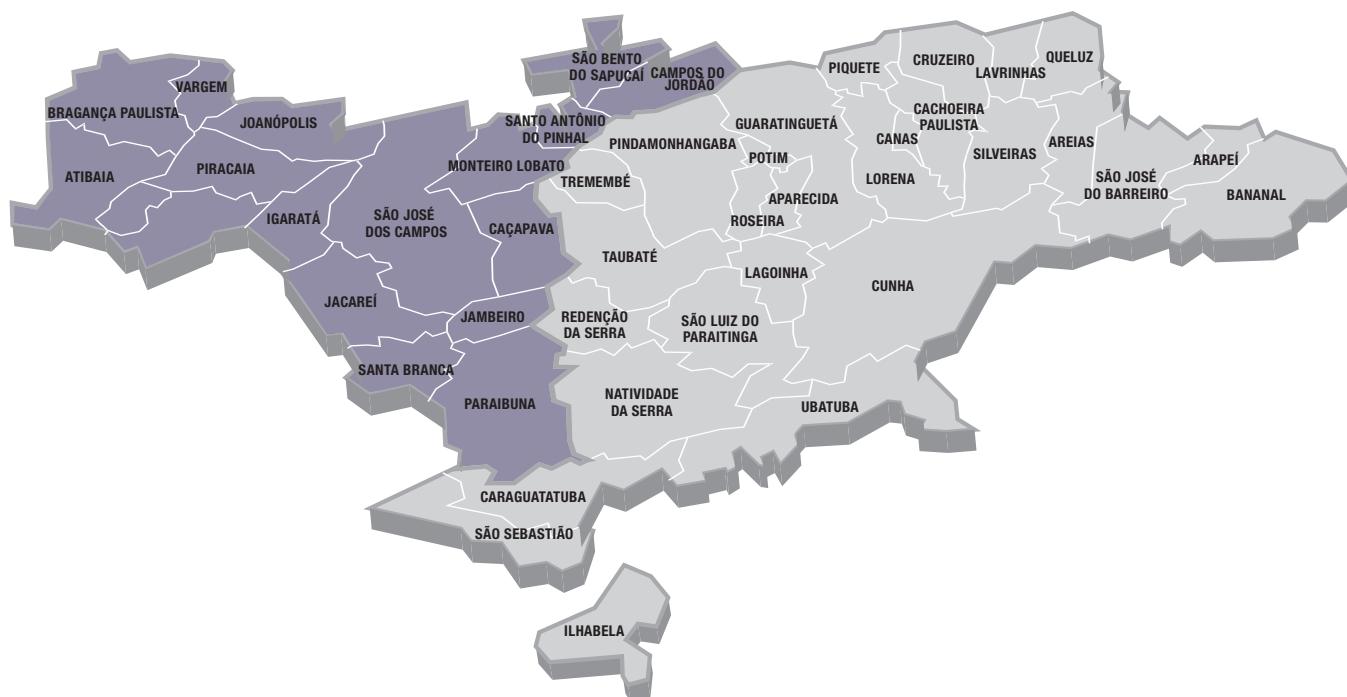 BRAGANÇA PAULISTA
VARGEM
JOANÓPOLIS
ATIBAIA
PIRACAIA
IGARATÁ
SÃO JOSÉ
DOS CAMPOS
JACAREÍ
SANTA BRANCA
PARAIBUNA
JAMBEIRO
CAÇAPAVA
MONTEIRO LOBATO
SANTO ANTÔNIO
DO PINHAL
SÃO BENTO
DO SAPUCAÍ
CAMPOS DO
JORDÃO
PINDAMONHANGABA
TREMEMBÉ
TAUBATÉ
REDENÇÃO
DA SERRA
NATIVIDADE
DA SERRA
SÃO LUIZ DO
PARAITINGA
LAGOINHA
GUARATINGUETÁ
POTIM
APARECIDA
ROSEIRA
PIQUETE
CRUZEIRO
LAVRINHAS
QUELUZ
CACHOEIRA
PAULISTA
CANAS
LORENA
SILVEIRAS
AREIAS
SÃO JOSÉ
DO BARREIRO
ARAPEÍ
BANANAL
CUNHA
UBATUBA
CARAGUATATUBA
SÃO SEBASTIÃO
ILHABELA